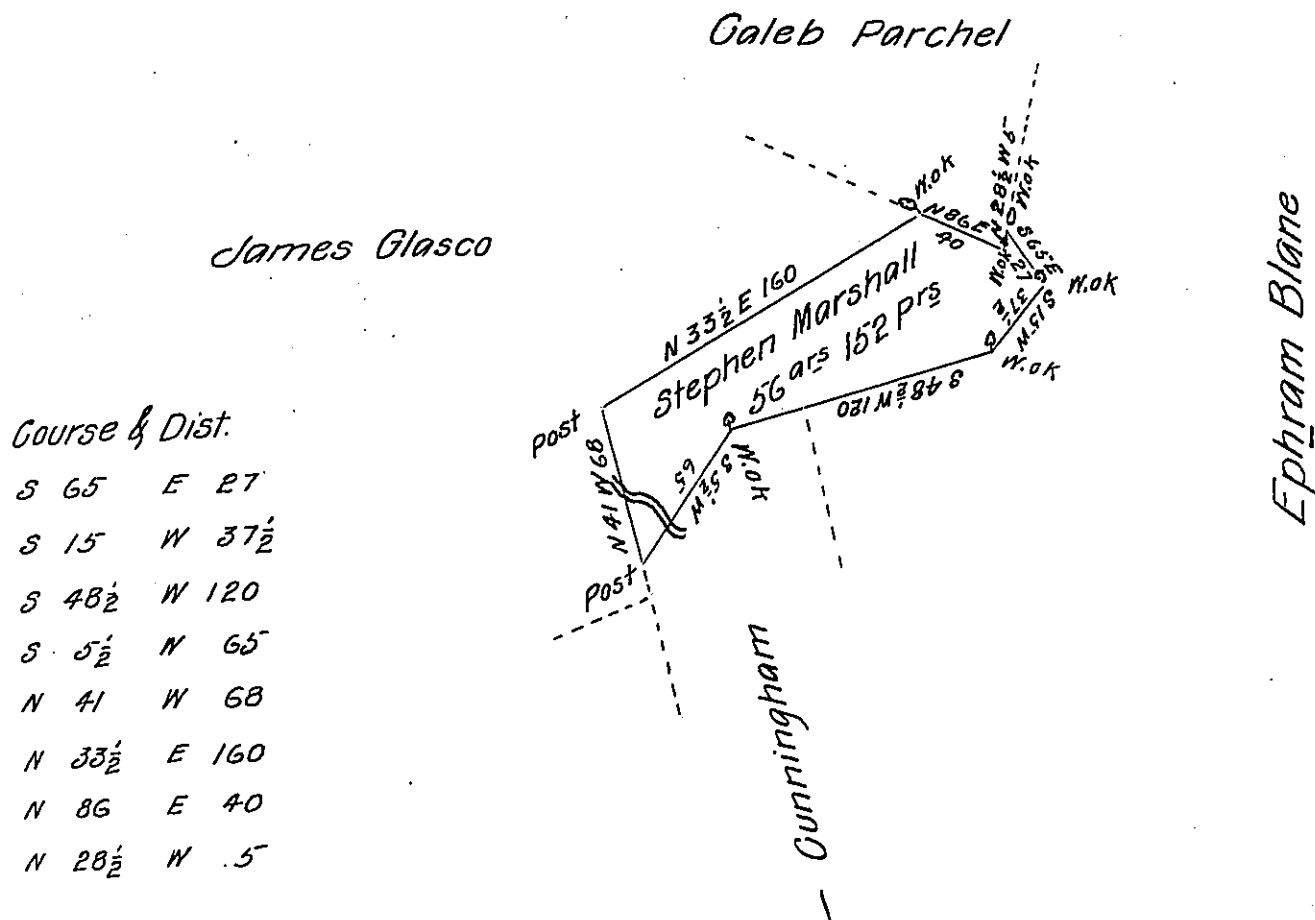 Caleb Parchel
James Glasco
Ephram Blane
Cunningham
Stephen Marshall
56 ars 152 prs
N 33½ E 160
W.ok
N 86 E
40
N 28½ W
W.ok
S 65 E
27
W.ok
W.ok
S 15 W
37½
W.ok
S 48½ W 120
W.ok
S 5½ W
65
Post
N 41 W 68
Post
Course & Dist.
S 65 E 27
S 15 W 37½
S 48½ W 120
S 5½ W 65
N 41 W 68
N 33½ E 160
N 86 E 40
N 28½ W .5